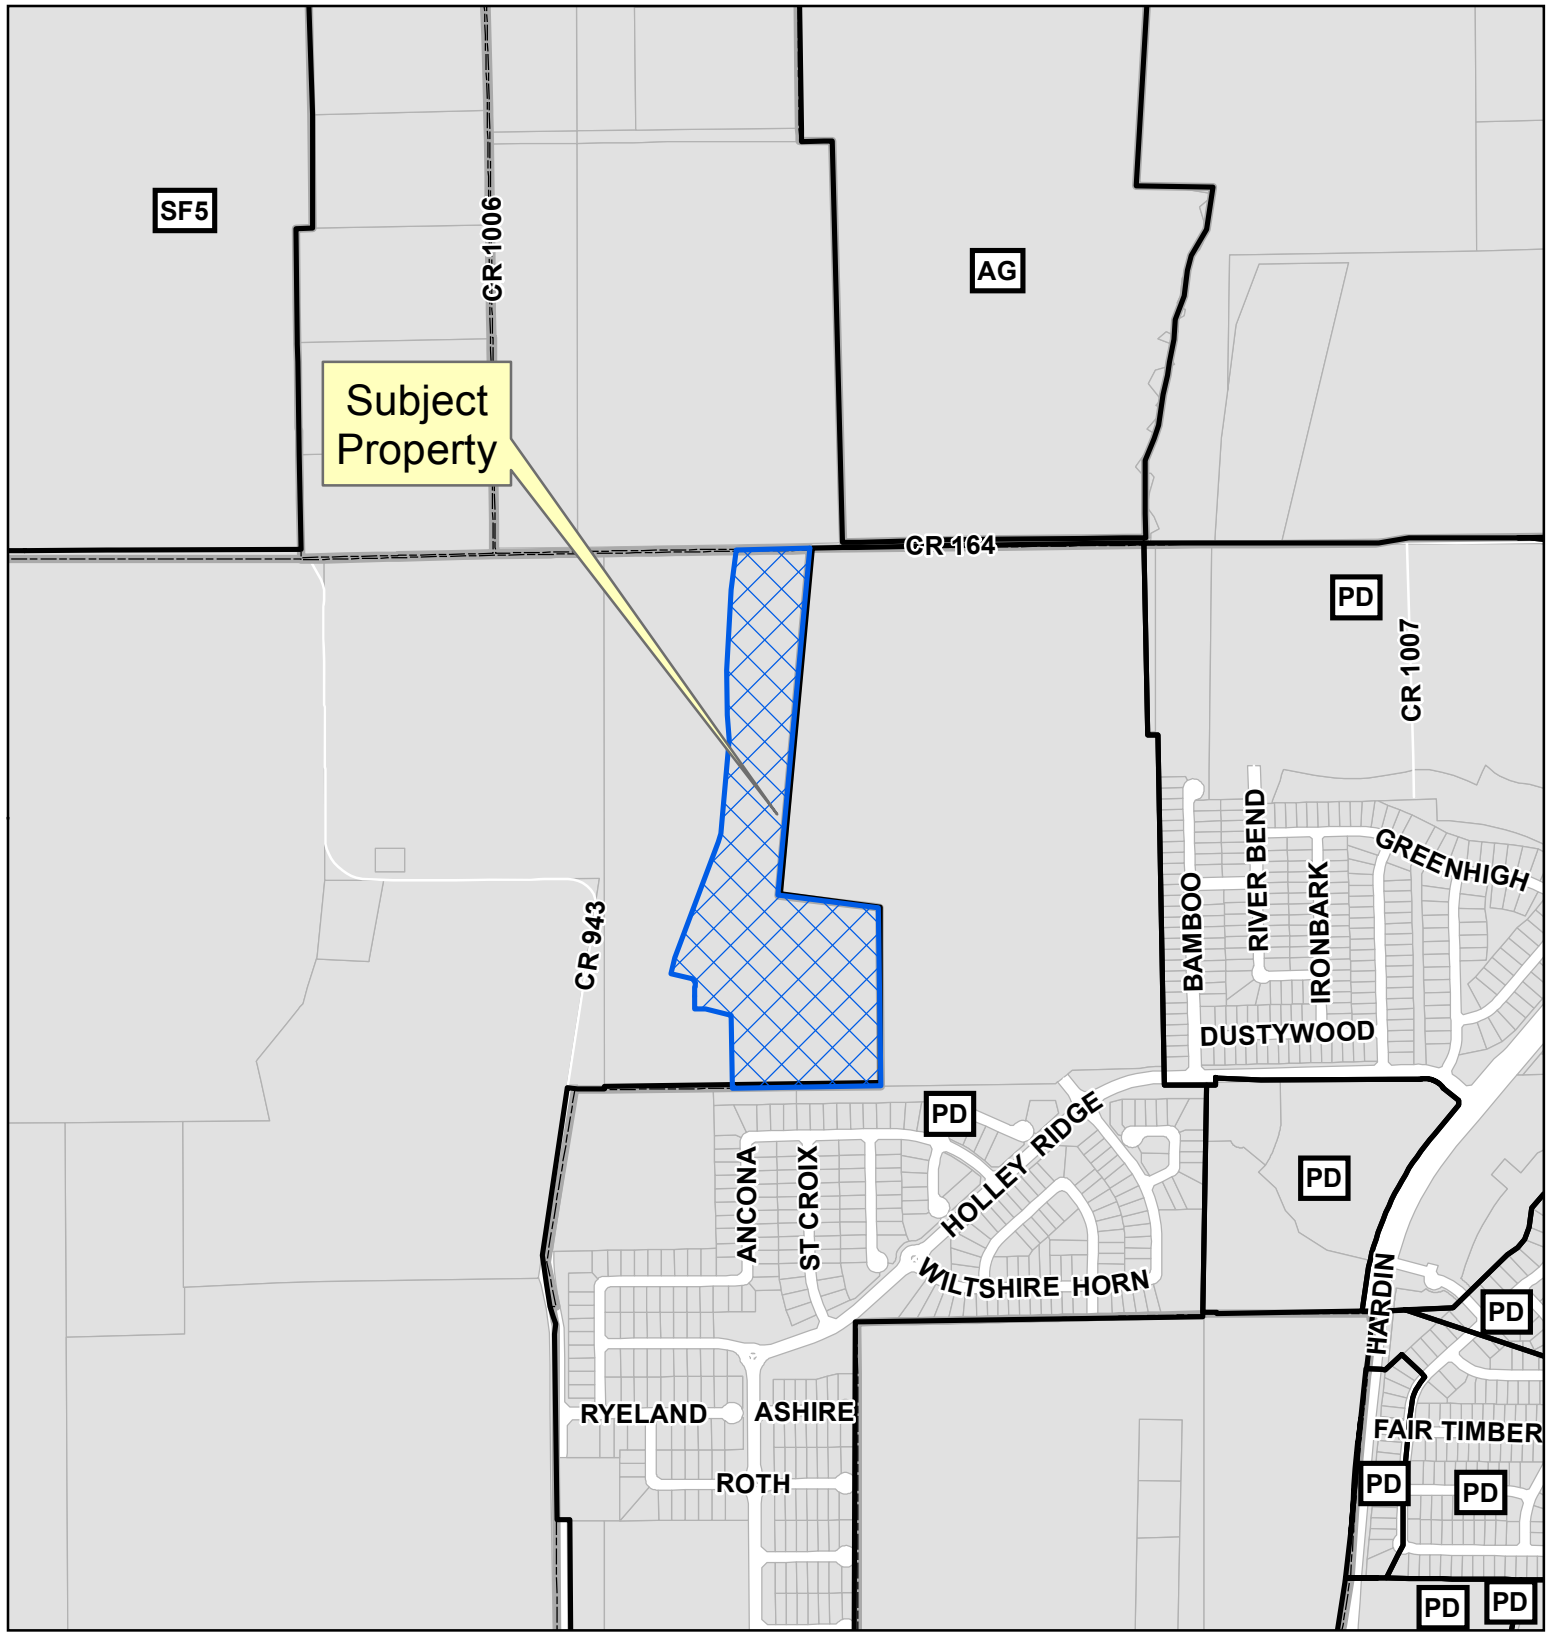 SF5
CR 1006
AG
Subject
Property
CR 164
PD
CR 1007
GREENHIGH
RIVER BEND
BAMBOO
IRONBARK
CR 943
DUSTYWOOD
PD
HOLLEY RIDGE
PD
ANCONA
ST CROIX
WILTSHIRE HORN
HARDIN
PD
RYELAND
ASHIRE
FAIR TIMBER
ROTH
PD
PD
PD
PD